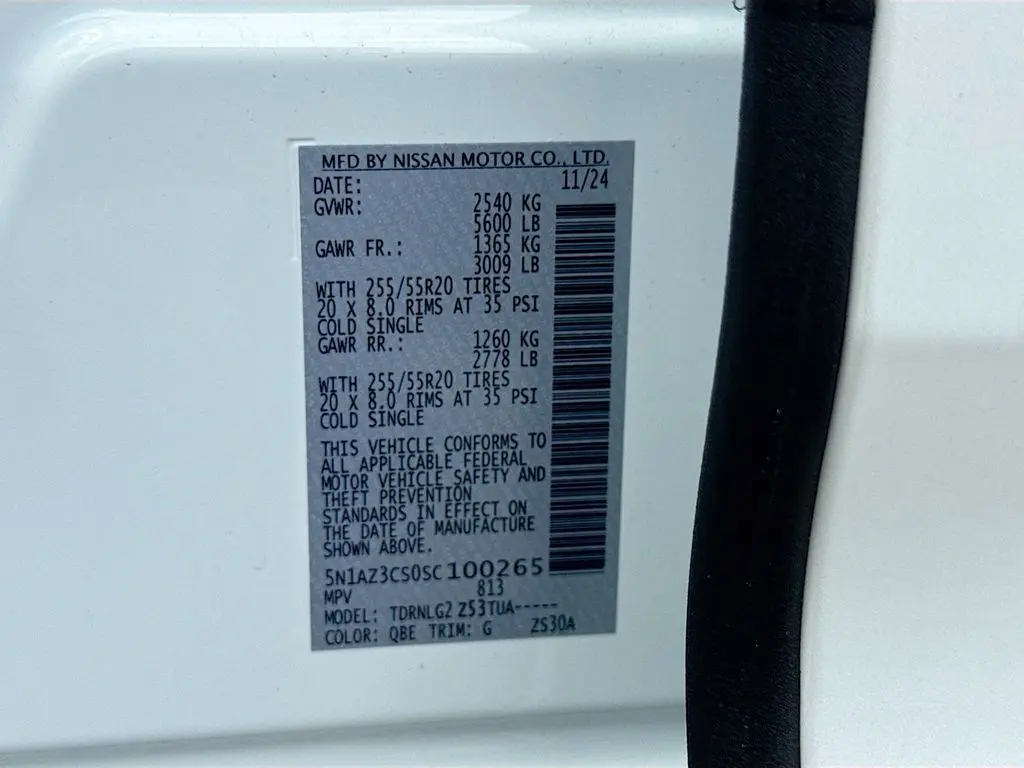 MFD BY NISSAN MOTOR CO., LTD.
DATE: 11/24
GVWR: 2540 KG
5600 LB
GAWR FR.: 1365 KG
3009 LB
WITH 255/55R20 TIRES
20 X 8.0 RIMS AT 35 PSI
COLD SINGLE
GAWR RR.: 1260 KG
2778 LB
WITH 255/55R20 TIRES
20 X 8.0 RIMS AT 35 PSI
COLD SINGLE
THIS VEHICLE CONFORMS TO
ALL APPLICABLE FEDERAL
MOTOR VEHICLE SAFETY AND
THEFT PREVENTION
STANDARDS IN EFFECT ON
THE DATE OF MANUFACTURE
SHOWN ABOVE.
5N1AZ3CS0SC100265
MPV 813
MODEL: TDRNLG2 Z53TUA-----
COLOR: QBE TRIM: G ZS30A